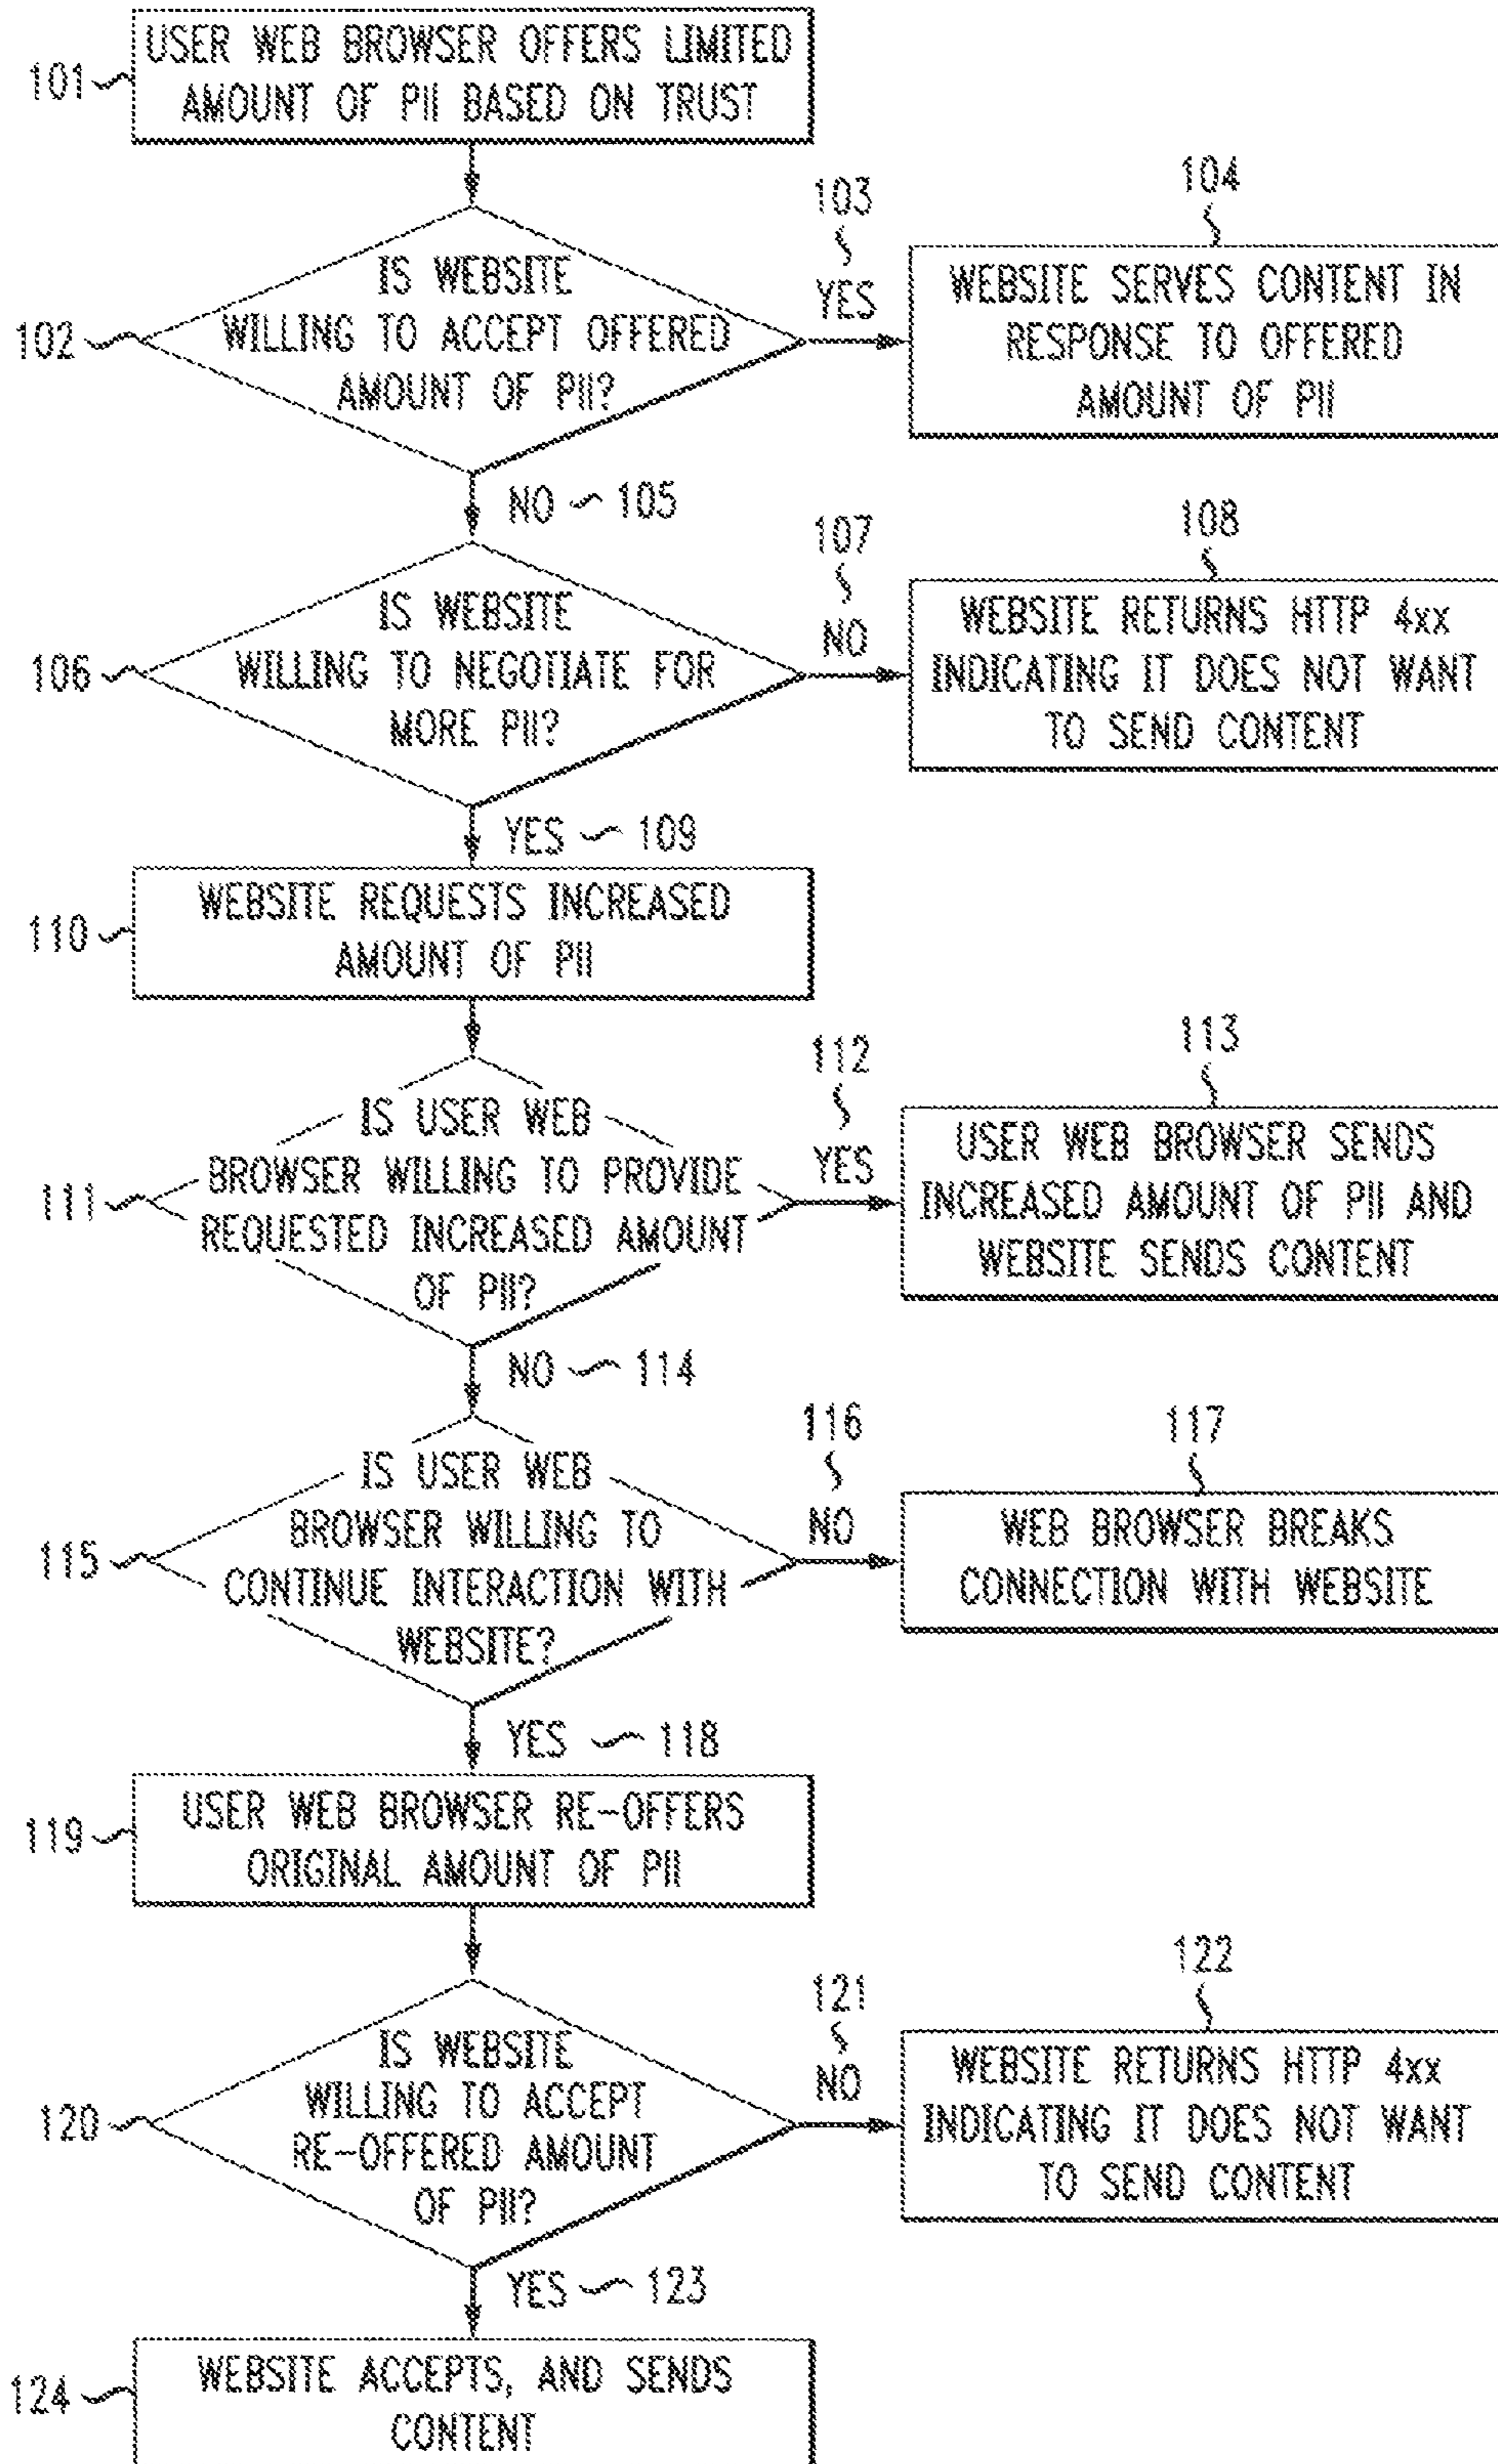 101
USER WEB BROWSER OFFERS LIMITED
AMOUNT OF PII BASED ON TRUST
102
IS WEBSITE
WILLING TO ACCEPT OFFERED
AMOUNT OF PII?
103
YES
104
WEBSITE SERVES CONTENT IN
RESPONSE TO OFFERED
AMOUNT OF PII
NO 105
106
IS WEBSITE
WILLING TO NEGOTIATE FOR
MORE PII?
107
NO
108
WEBSITE RETURNS HTTP 4xx
INDICATING IT DOES NOT WANT
TO SEND CONTENT
YES 109
110
WEBSITE REQUESTS INCREASED
AMOUNT OF PII
111
IS USER WEB
BROWSER WILLING TO PROVIDE
REQUESTED INCREASED AMOUNT
OF PII?
112
YES
113
USER WEB BROWSER SENDS
INCREASED AMOUNT OF PII AND
WEBSITE SENDS CONTENT
NO 114
115
IS USER WEB
BROWSER WILLING TO
CONTINUE INTERACTION WITH
WEBSITE?
116
NO
117
WEB BROWSER BREAKS
CONNECTION WITH WEBSITE
YES 118
119
USER WEB BROWSER RE-OFFERS
ORIGINAL AMOUNT OF PII
120
IS WEBSITE
WILLING TO ACCEPT
RE-OFFERED AMOUNT
OF PII?
121
NO
122
WEBSITE RETURNS HTTP 4xx
INDICATING IT DOES NOT WANT
TO SEND CONTENT
YES 123
124
WEBSITE ACCEPTS, AND SENDS
CONTENT